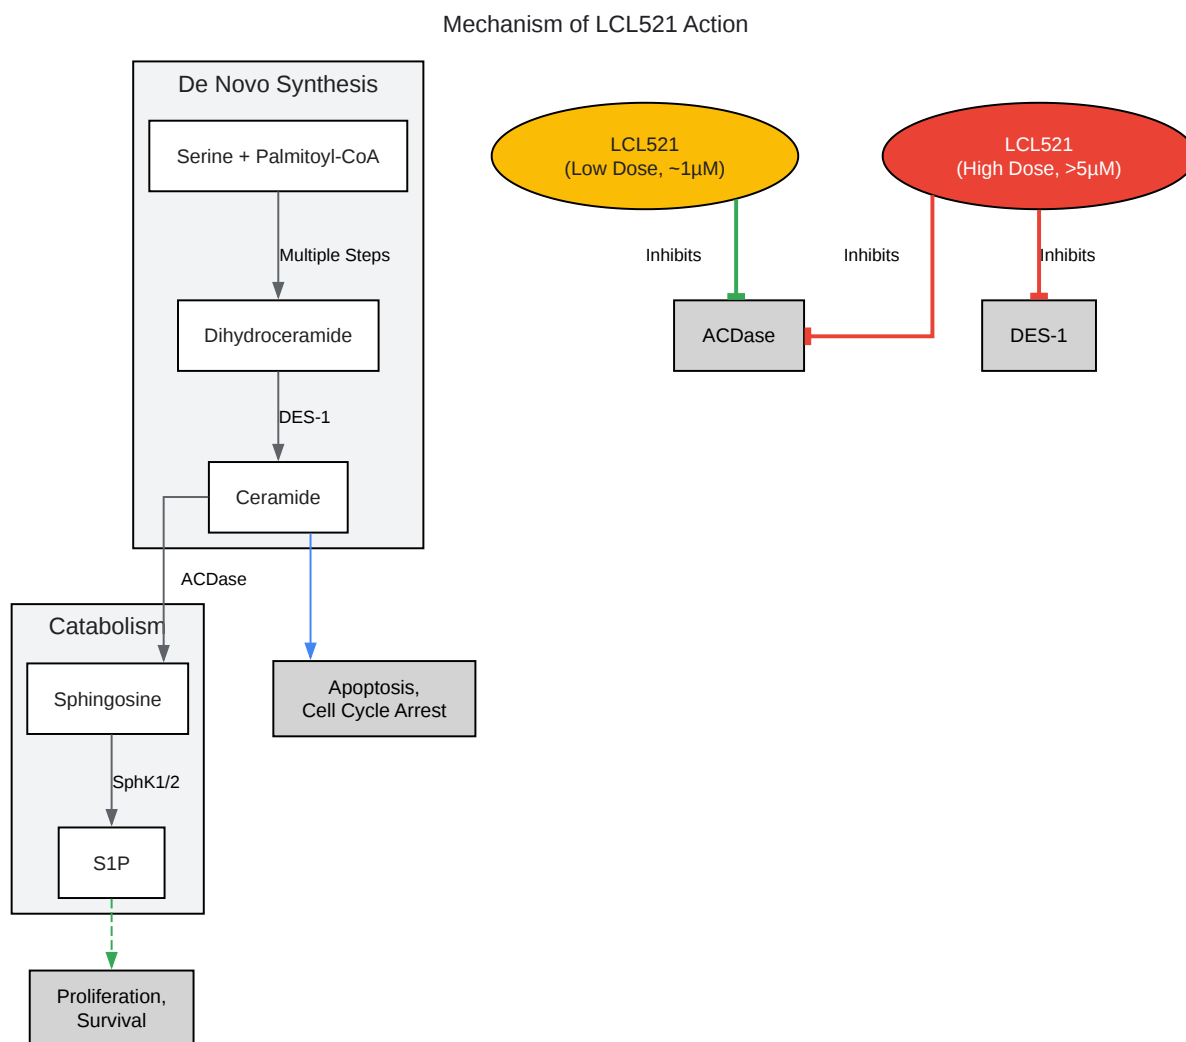 Mechanism of LCL521 Action
De Novo Synthesis
Serine + Palmitoyl-CoA
Multiple Steps
Dihydroceramide
DES-1
Ceramide
ACDase
Catabolism
Sphingosine
SphK1/2
S1P
Proliferation,
Survival
Apoptosis,
Cell Cycle Arrest
LCL521
(Low Dose, ~1µM)
Inhibits
ACDase
LCL521
(High Dose, >5µM)
Inhibits
Inhibits
DES-1